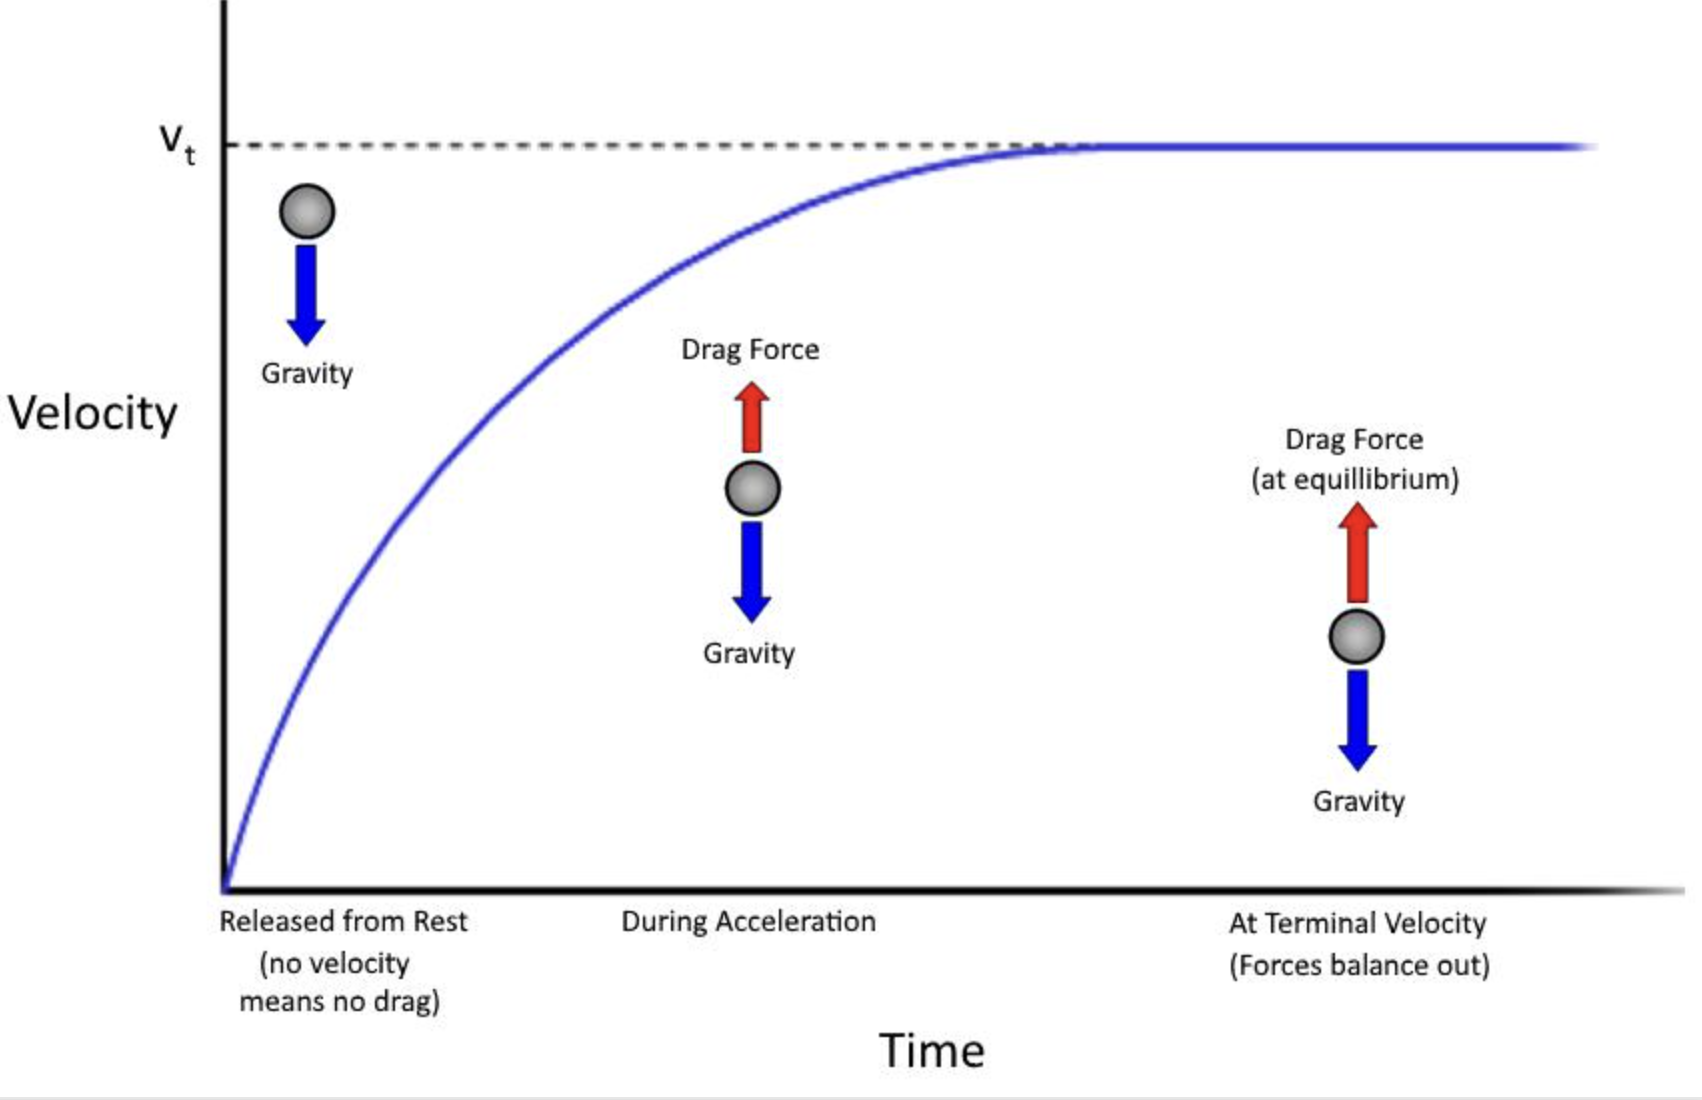 Velocity
Vt
Gravity
Drag Force
Gravity
Drag Force
(at equillibrium)
Gravity
Released from Rest
(no velocity
means no drag)
During Acceleration
At Terminal Velocity
(Forces balance out)
Time